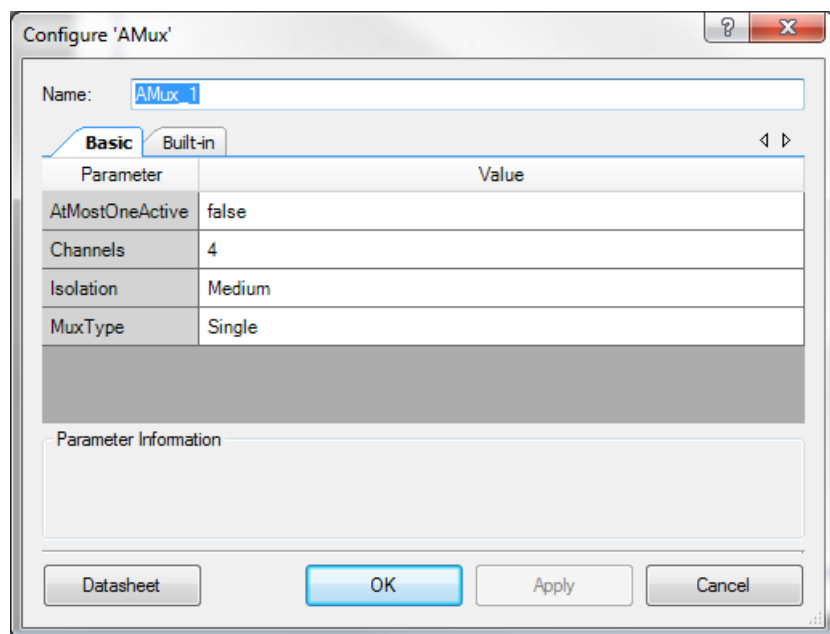 Configure 'AMux'
Name: AMux_1
Basic Built-in
Parameter Value
AtMostOneActive false
Channels 4
Isolation Medium
MuxType Single
Parameter Information
Datasheet OK Apply Cancel